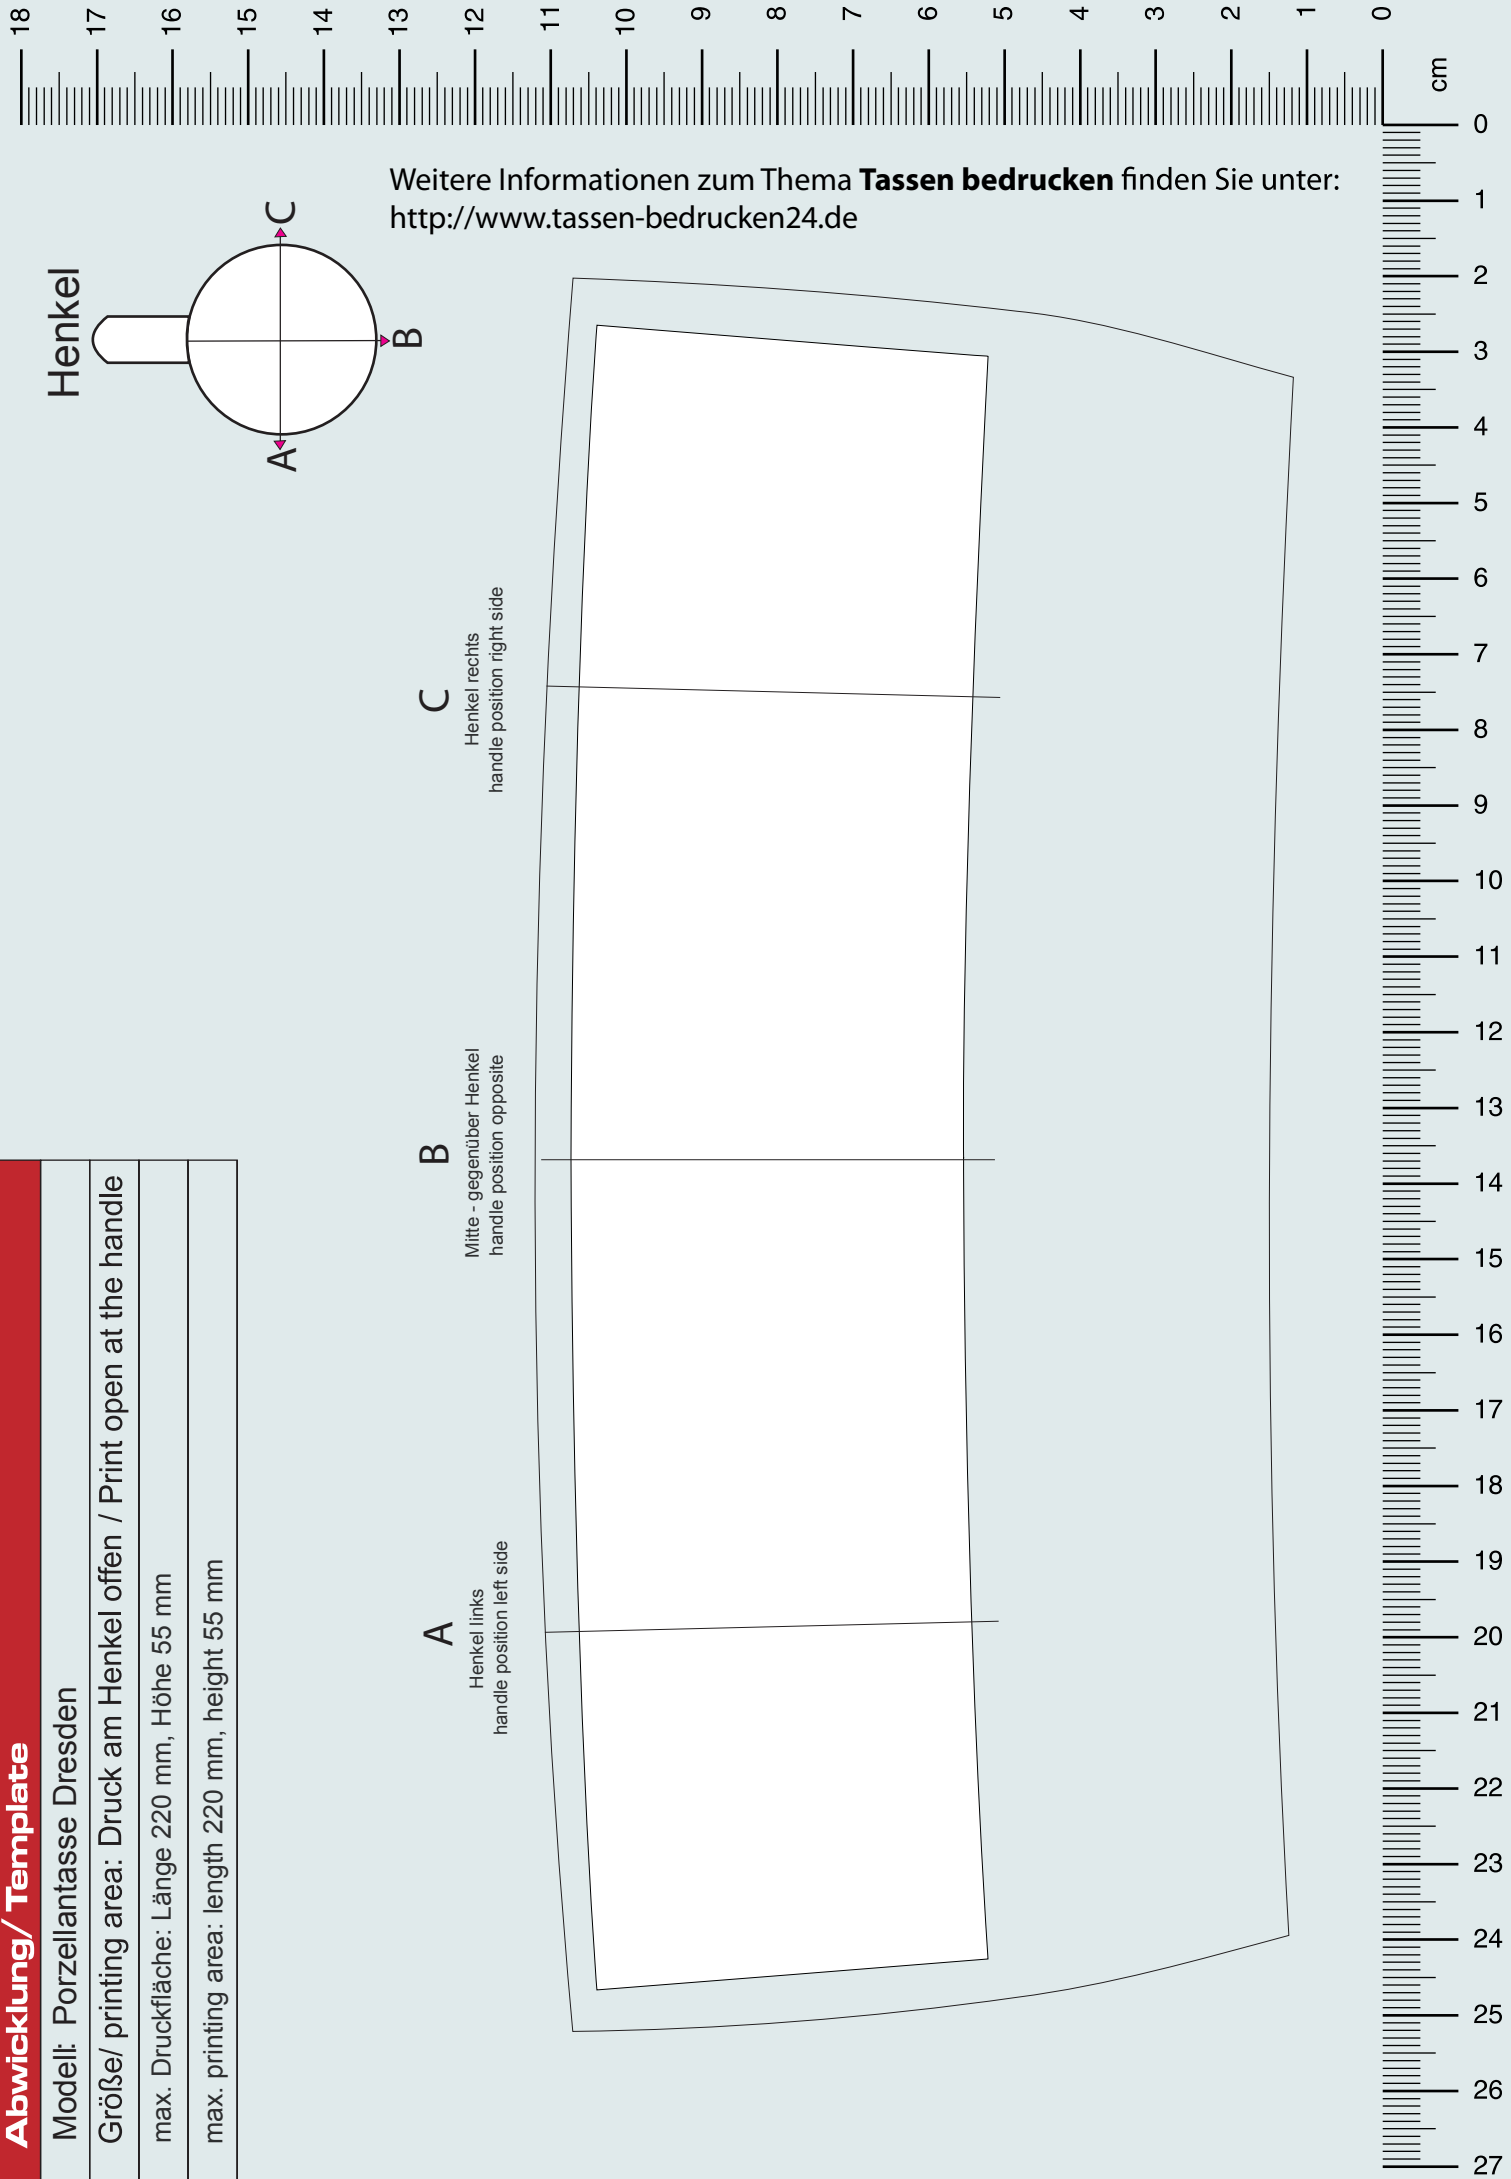 18 17 16 15 14 13 12 11 10 9 8 7 6 5 4 3 2 1 0
cm
0
1
2
3
4
5
6
7
8
9
10
11
12
13
14
15
16
17
18
19
20
21
22
23
24
25
26
27
Weitere Informationen zum Thema Tassen bedrucken finden Sie unter:
http://www.tassen-bedrucken24.de
Henkel
A
B
C
C
Henkel rechts
handle position right side
B
Mitte - gegenüber Henkel
handle position opposite
A
Henkel links
handle position left side
Abwicklung/ Template
Modell: Porzellantasse Dresden
Größe/ printing area: Druck am Henkel offen / Print open at the handle
max. Druckfläche: Länge 220 mm, Höhe 55 mm
max. printing area: length 220 mm, height 55 mm